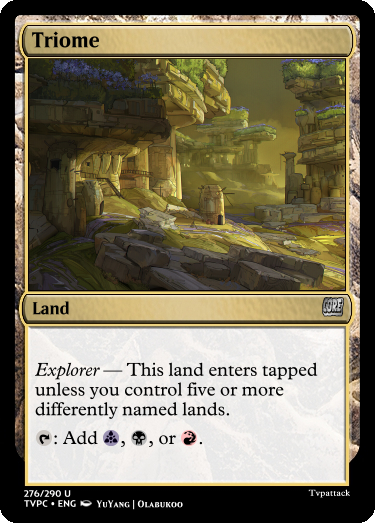 Triome
Land
CORE
Explorer — This land enters tapped
unless you control five or more
differently named lands.
: Add , , or .
276/290 U
Tvpattack
TVPC • ENG YuYang | Olabukoo